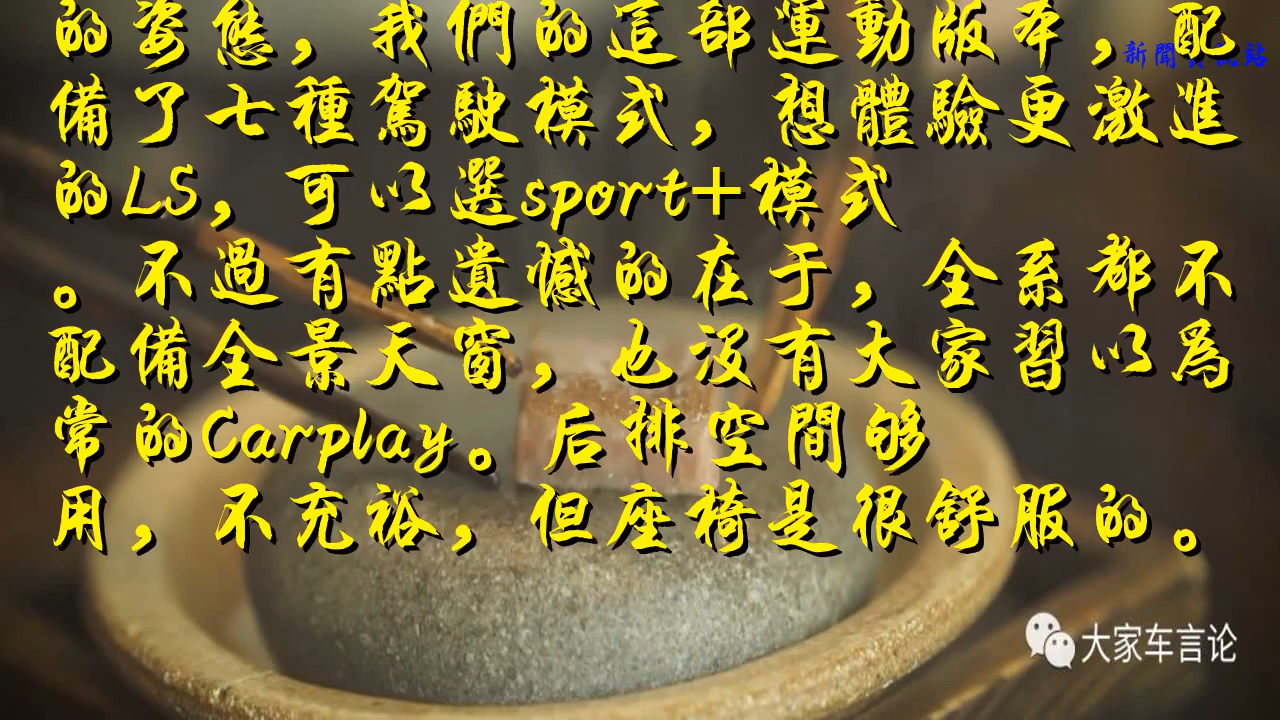 的姿態，我們的這部運動版本，配
新聞
站
備了七種駕駛模式，想體驗更激進
的LS，可以選sport+模式
。不過有點遺憾的在于，全系都不
配備全景天窗，也沒有大家習以為
常的Carplay。后排空間够
用，不充裕，但座椅是很舒服的。
大家车言论